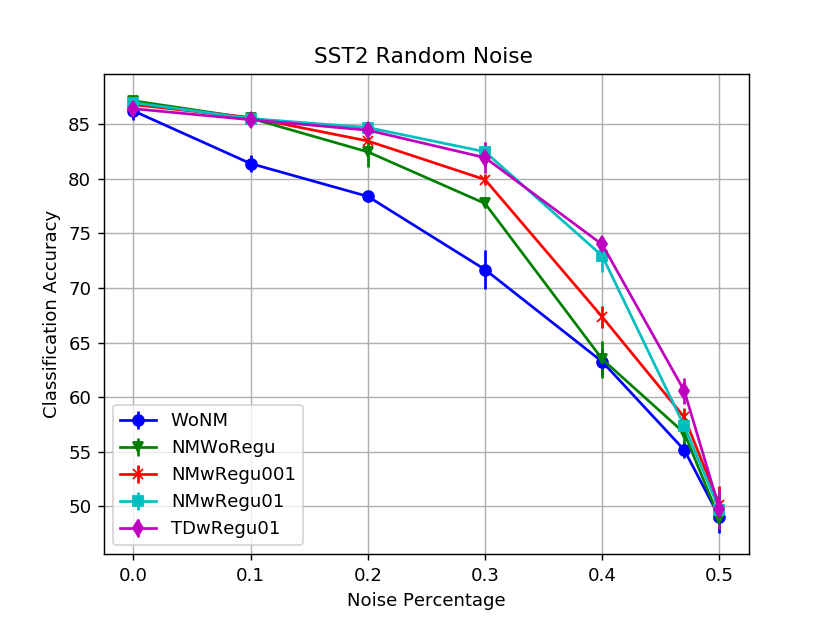 SST2 Random Noise
Classification Accuracy
85
80
75
70
65
60
55
50
WoNM
NMWoRegu
NMwRegu001
NMwRegu01
TDwRegu01
0.0 0.1 0.2 0.3 0.4 0.5
Noise Percentage